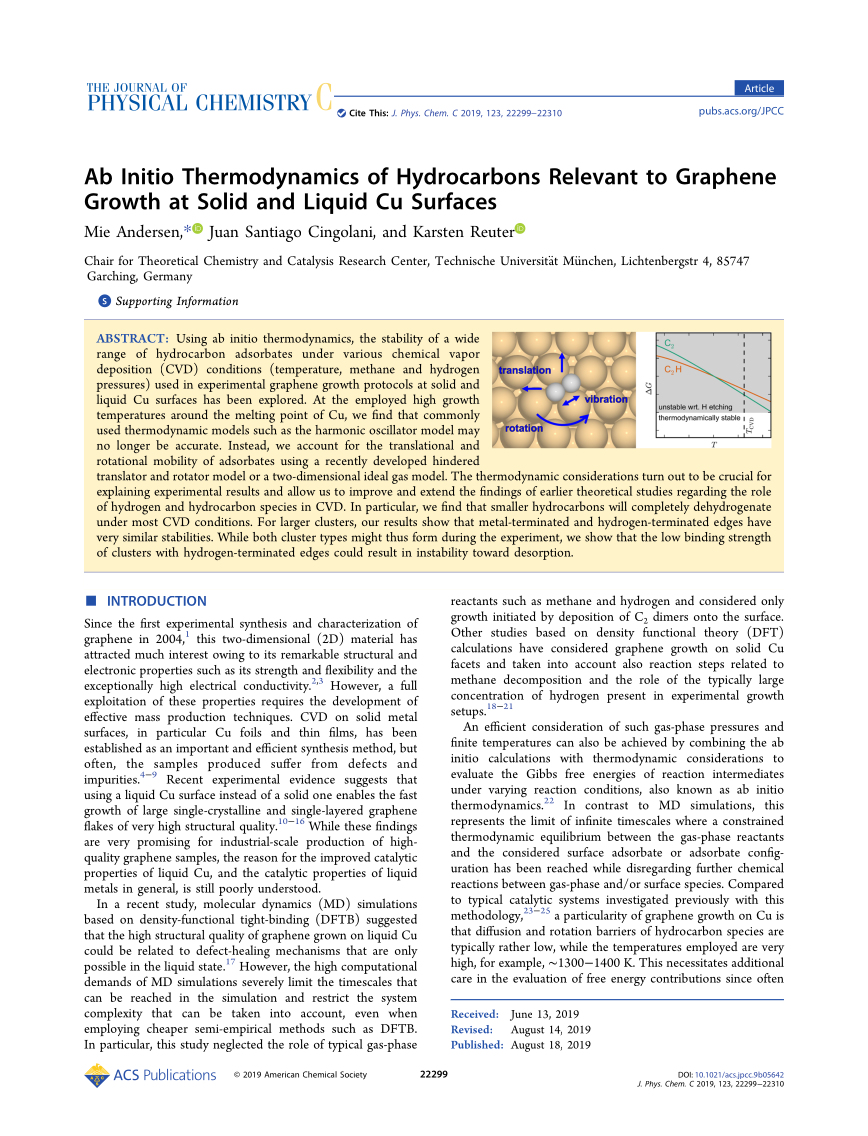 THE JOURNAL OF
PHYSICAL CHEMISTRY C
Article
Cite This: J. Phys. Chem. C 2019, 123, 22299−22310
pubs.acs.org/JPCC
Ab Initio Thermodynamics of Hydrocarbons Relevant to Graphene
Growth at Solid and Liquid Cu Surfaces
Mie Andersen,* Juan Santiago Cingolani, and Karsten Reuter
Chair for Theoretical Chemistry and Catalysis Research Center, Technische Universität München, Lichtenbergstr 4, 85747
Garching, Germany
S Supporting Information
ABSTRACT: Using ab initio thermodynamics, the stability of a wide
range of hydrocarbon adsorbates under various chemical vapor
deposition (CVD) conditions (temperature, methane and hydrogen
pressures) used in experimental graphene growth protocols at solid and
liquid Cu surfaces has been explored. At the employed high growth
temperatures around the melting point of Cu, we find that commonly
used thermodynamic models such as the harmonic oscillator model may
no longer be accurate. Instead, we account for the translational and
rotational mobility of adsorbates using a recently developed hindered
translator and rotator model or a two-dimensional ideal gas model. The thermodynamic considerations turn out to be crucial for
explaining experimental results and allow us to improve and extend the findings of earlier theoretical studies regarding the role
of hydrogen and hydrocarbon species in CVD. In particular, we find that smaller hydrocarbons will completely dehydrogenate
under most CVD conditions. For larger clusters, our results show that metal-terminated and hydrogen-terminated edges have
very similar stabilities. While both cluster types might thus form during the experiment, we show that the low binding strength
of clusters with hydrogen-terminated edges could result in instability toward desorption.
translation
vibration
rotation
C₂
C₂H
ΔG
unstable wrt. H etching
thermodynamically stable
T_CVD
T
■ INTRODUCTION
Since the first experimental synthesis and characterization of
graphene in 2004,¹ this two-dimensional (2D) material has
attracted much interest owing to its remarkable structural and
electronic properties such as its strength and flexibility and the
exceptionally high electrical conductivity.²,³ However, a full
exploitation of these properties requires the development of
effective mass production techniques. CVD on solid metal
surfaces, in particular Cu foils and thin films, has been
established as an important and efficient synthesis method, but
often, the samples produced suffer from defects and
impurities.⁴⁻⁹ Recent experimental evidence suggests that
using a liquid Cu surface instead of a solid one enables the fast
growth of large single-crystalline and single-layered graphene
flakes of very high structural quality.¹⁰⁻¹⁶ While these findings
are very promising for industrial-scale production of high-
quality graphene samples, the reason for the improved catalytic
properties of liquid Cu, and the catalytic properties of liquid
metals in general, is still poorly understood.
In a recent study, molecular dynamics (MD) simulations
based on density-functional tight-binding (DFTB) suggested
that the high structural quality of graphene grown on liquid Cu
could be related to defect-healing mechanisms that are only
possible in the liquid state.¹⁷ However, the high computational
demands of MD simulations severely limit the timescales that
can be reached in the simulation and restrict the system
complexity that can be taken into account, even when
employing cheaper semi-empirical methods such as DFTB.
In particular, this study neglected the role of typical gas-phase
reactants such as methane and hydrogen and considered only
growth initiated by deposition of C₂ dimers onto the surface.
Other studies based on density functional theory (DFT)
calculations have considered graphene growth on solid Cu
facets and taken into account also reaction steps related to
methane decomposition and the role of the typically large
concentration of hydrogen present in experimental growth
setups.¹⁸⁻²¹
An efficient consideration of such gas-phase pressures and
finite temperatures can also be achieved by combining the ab
initio calculations with thermodynamic considerations to
evaluate the Gibbs free energies of reaction intermediates
under varying reaction conditions, also known as ab initio
thermodynamics.²² In contrast to MD simulations, this
represents the limit of infinite timescales where a constrained
thermodynamic equilibrium between the gas-phase reactants
and the considered surface adsorbate or adsorbate config-
uration has been reached while disregarding further chemical
reactions between gas-phase and/or surface species. Compared
to typical catalytic systems investigated previously with this
methodology,²³⁻²⁵ a particularity of graphene growth on Cu is
that diffusion and rotation barriers of hydrocarbon species are
typically rather low, while the temperatures employed are very
high, for example, ∼1300−1400 K. This necessitates additional
care in the evaluation of free energy contributions since often
Received: June 13, 2019
Revised: August 14, 2019
Published: August 18, 2019
ACS Publications
© 2019 American Chemical Society
22299
DOI: 10.1021/acs.jpcc.9b05642
J. Phys. Chem. C 2019, 123, 22299−22310